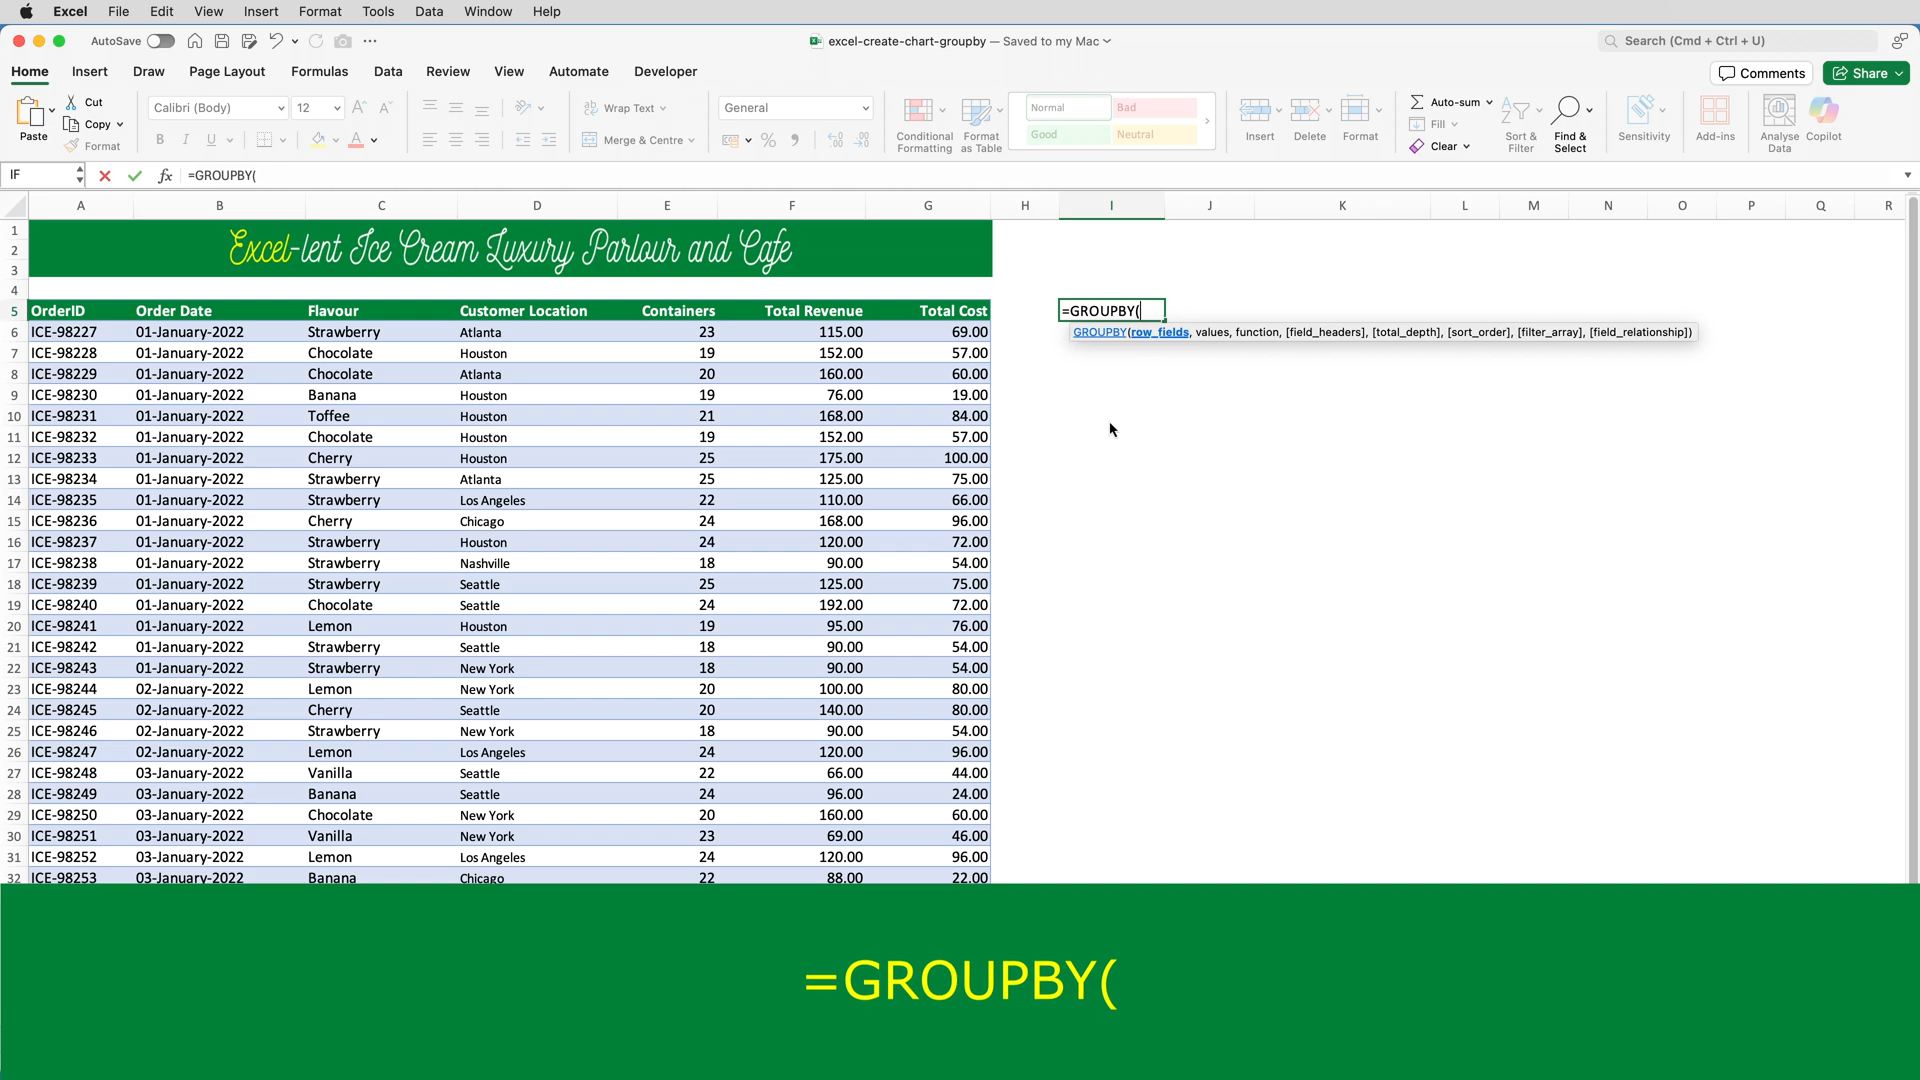 Excel File Edit View Insert Format Tools Data Window Help
AutoSave excel-create-chart-groupby — Saved to my Mac Search (Cmd + Ctrl + U)
Home Insert Draw Page Layout Formulas Data Review View Automate Developer Comments Share
Paste Cut Copy Format
Calibri (Body) 12 B I U A
Wrap Text Merge & Centre
General
Conditional Formatting Format as Table
Normal Bad Good Neutral
Insert Delete Format
Auto-sum Fill Clear
Sort & Filter Find & Select Sensitivity Add-ins Analyse Data Copilot
IF fx =GROUPBY(
A B C D E F G H I J K L M N O P Q R
1
2 Excel-lent Ice Cream Luxury Parlour and Cafe
3
4
5 OrderID Order Date Flavour Customer Location Containers Total Revenue Total Cost =GROUPBY(
GROUPBY(row_fields, values, function, [field_headers], [total_depth], [sort_order], [filter_array], [field_relationship])
6 ICE-98227 01-January-2022 Strawberry Atlanta 23 115.00 69.00
7 ICE-98228 01-January-2022 Chocolate Houston 19 152.00 57.00
8 ICE-98229 01-January-2022 Chocolate Atlanta 20 160.00 60.00
9 ICE-98230 01-January-2022 Banana Houston 19 76.00 19.00
10 ICE-98231 01-January-2022 Toffee Houston 21 168.00 84.00
11 ICE-98232 01-January-2022 Chocolate Houston 19 152.00 57.00
12 ICE-98233 01-January-2022 Cherry Houston 25 175.00 100.00
13 ICE-98234 01-January-2022 Strawberry Atlanta 25 125.00 75.00
14 ICE-98235 01-January-2022 Strawberry Los Angeles 22 110.00 66.00
15 ICE-98236 01-January-2022 Cherry Chicago 24 168.00 96.00
16 ICE-98237 01-January-2022 Strawberry Houston 24 120.00 72.00
17 ICE-98238 01-January-2022 Strawberry Nashville 18 90.00 54.00
18 ICE-98239 01-January-2022 Strawberry Seattle 25 125.00 75.00
19 ICE-98240 01-January-2022 Chocolate Seattle 24 192.00 72.00
20 ICE-98241 01-January-2022 Lemon Houston 19 95.00 76.00
21 ICE-98242 01-January-2022 Strawberry Seattle 18 90.00 54.00
22 ICE-98243 01-January-2022 Strawberry New York 18 90.00 54.00
23 ICE-98244 02-January-2022 Lemon New York 20 100.00 80.00
24 ICE-98245 02-January-2022 Cherry Seattle 20 140.00 80.00
25 ICE-98246 02-January-2022 Strawberry New York 18 90.00 54.00
26 ICE-98247 02-January-2022 Lemon Los Angeles 24 120.00 96.00
27 ICE-98248 03-January-2022 Vanilla Seattle 22 66.00 44.00
28 ICE-98249 03-January-2022 Banana Seattle 24 96.00 24.00
29 ICE-98250 03-January-2022 Chocolate New York 20 160.00 60.00
30 ICE-98251 03-January-2022 Vanilla New York 23 69.00 46.00
31 ICE-98252 03-January-2022 Lemon Los Angeles 24 120.00 96.00
32 ICE-98253 03-January-2022 Banana Chicago 22 88.00 22.00
=GROUPBY(